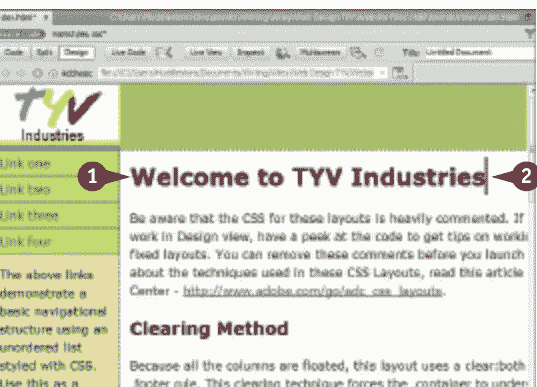 index.html* ×
Code Split Design Live Code Live View Inspect Multiscreen Title: Untitled Document
Address:
TYV
Industries
Link one
Link two
Link three
Link four
The above links
demonstrate a
basic navigational
structure using an
unordered list
styled with CSS.
Use this as a
1 Welcome to TYV Industries 2
Be aware that the CSS for these layouts is heavily commented. If
work in Design view, have a peek at the code to get tips on worki
fixed layouts. You can remove these comments before you launch
about the techniques used in these CSS Layouts, read this article
Center - http://www.adobe.com/go/adc_css_layouts.
Clearing Method
Because all the columns are floated, this layout uses a clear:both
.footer rule. This clearing technique forces the .container to under